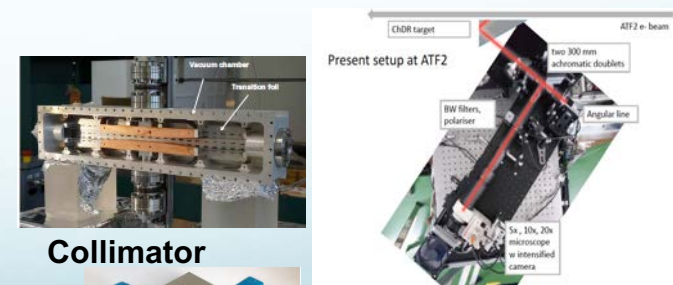 Vacuum chamber
Transition foil
Collimator
ChDR target
ATF2 e- beam
Present setup at ATF2
two 300 mm
achromatic doublets
BW filters,
polariser
Angular line
5x , 10x, 20x
microscope
w intensified
camera